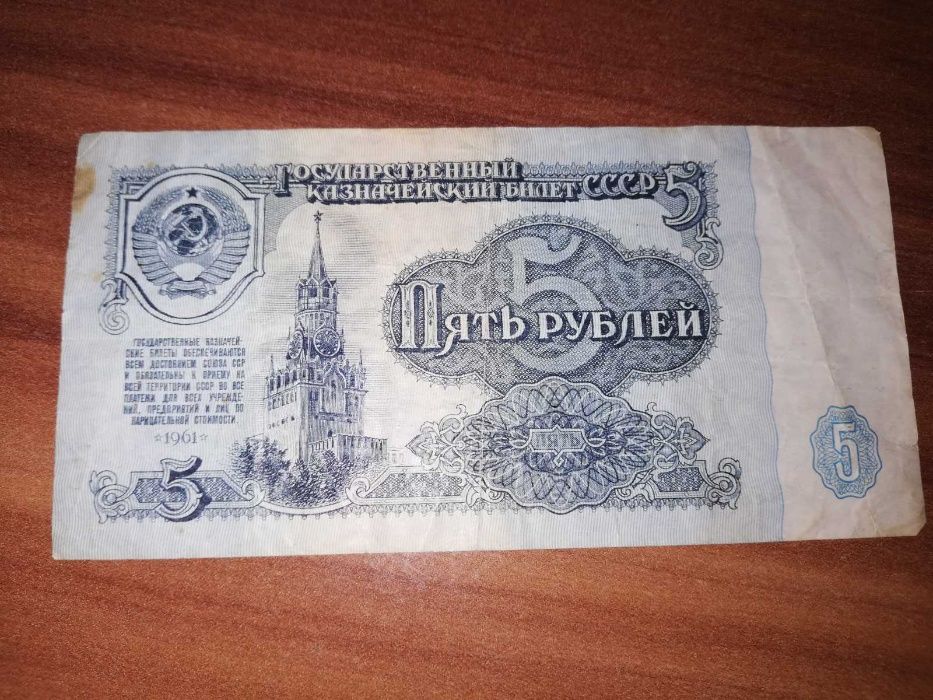 ГОСУДАРСТВЕННЫЙ
КАЗНАЧЕЙСКИЙ БИЛЕТ СССР 5
5
5
ПЯТЬ РУБЛЕЙ
ГОСУДАРСТВЕННЫЕ КАЗНАЧЕЙ-
СКИЕ БИЛЕТЫ ОБЕСПЕЧИВАЮТСЯ
ВСЕМ ДОСТОЯНИЕМ СОЮЗА ССР
И ОБЯЗАТЕЛЬНЫ К ПРИЕМУ НА
ВСЕЙ ТЕРРИТОРИИ СССР ВО ВСЕ
ПЛАТЕЖИ ДЛЯ ВСЕХ УЧРЕЖДЕ-
НИЙ, ПРЕДПРИЯТИЙ И ЛИЦ ПО
НАРИЦАТЕЛЬНОЙ СТОИМОСТИ.
1961
5
ПЯТЬ
5